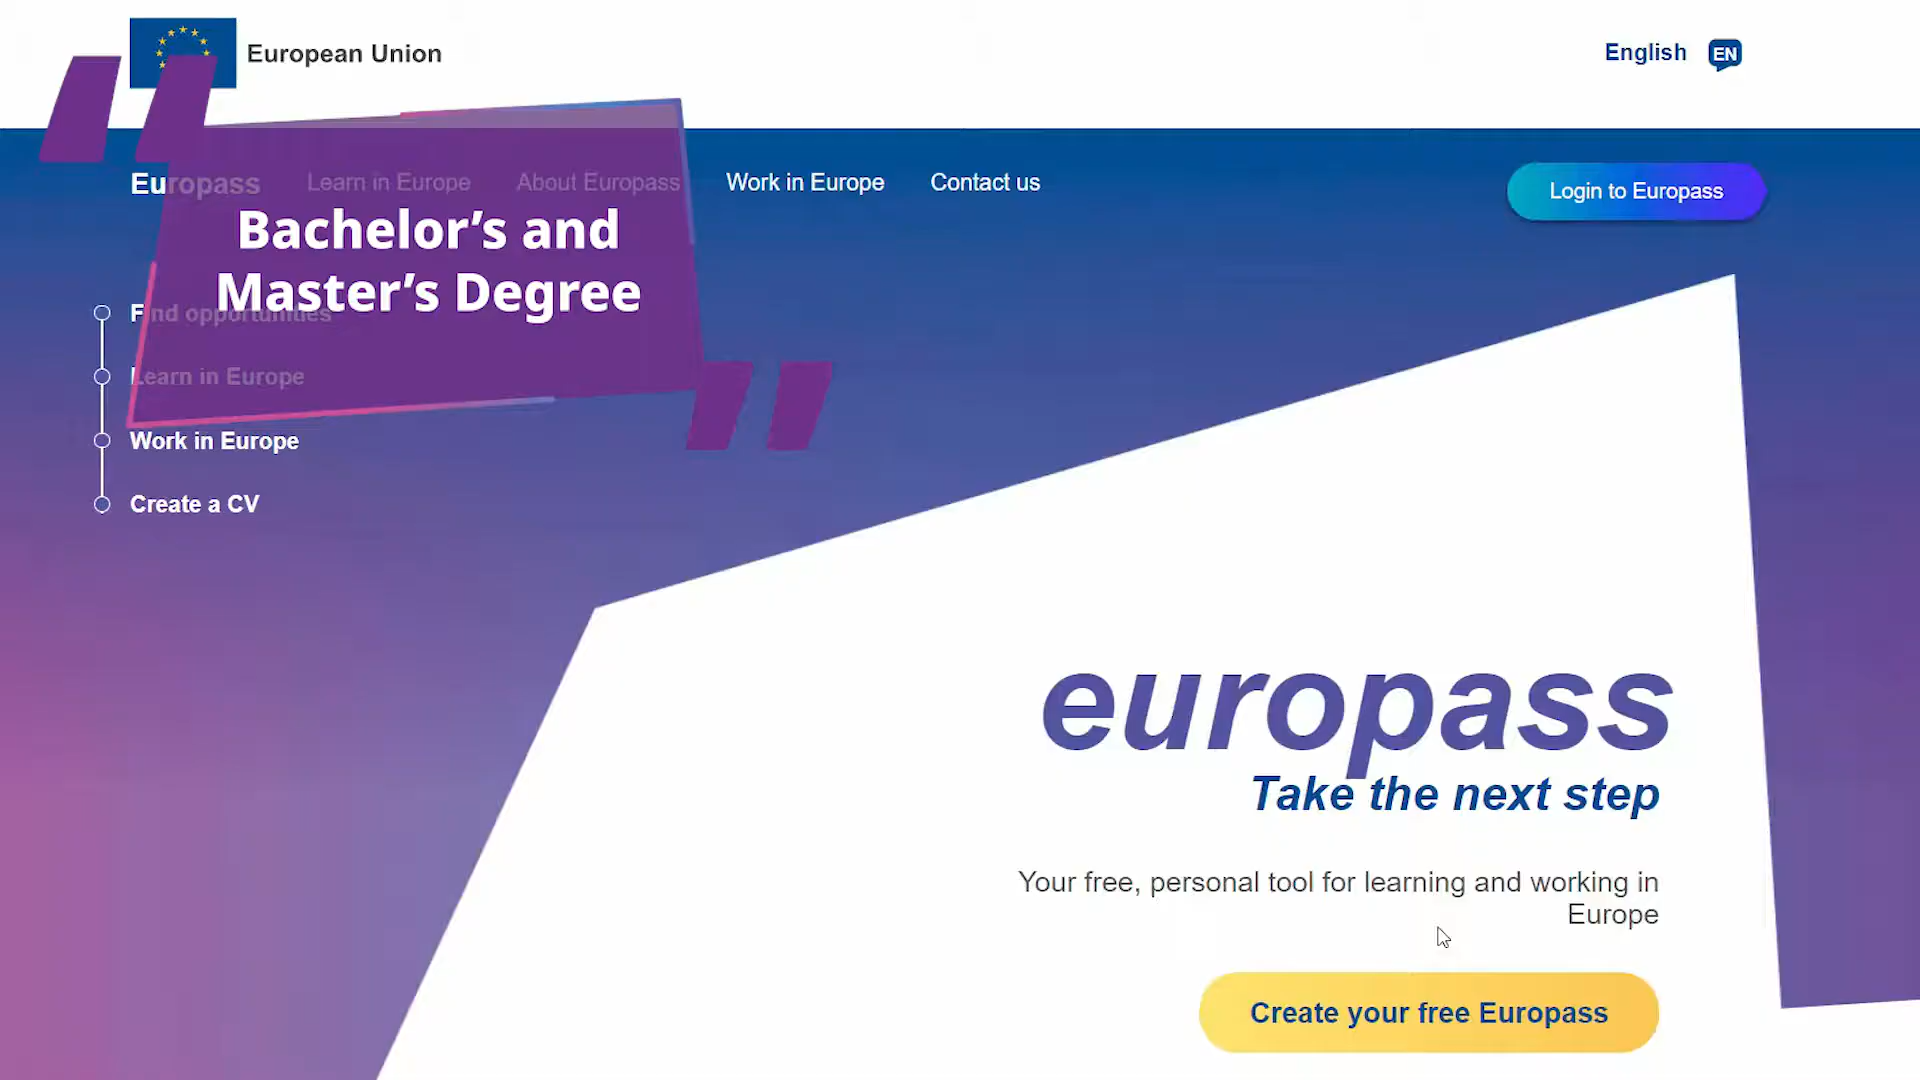 European Union
English
EN
Europass
Learn in Europe
About Europass
Work in Europe
Contact us
Login to Europass
Bachelor’s and
Master’s Degree
Find opportunities
Learn in Europe
Work in Europe
Create a CV
europass
Take the next step
Your free, personal tool for learning and working in
Europe
Create your free Europass